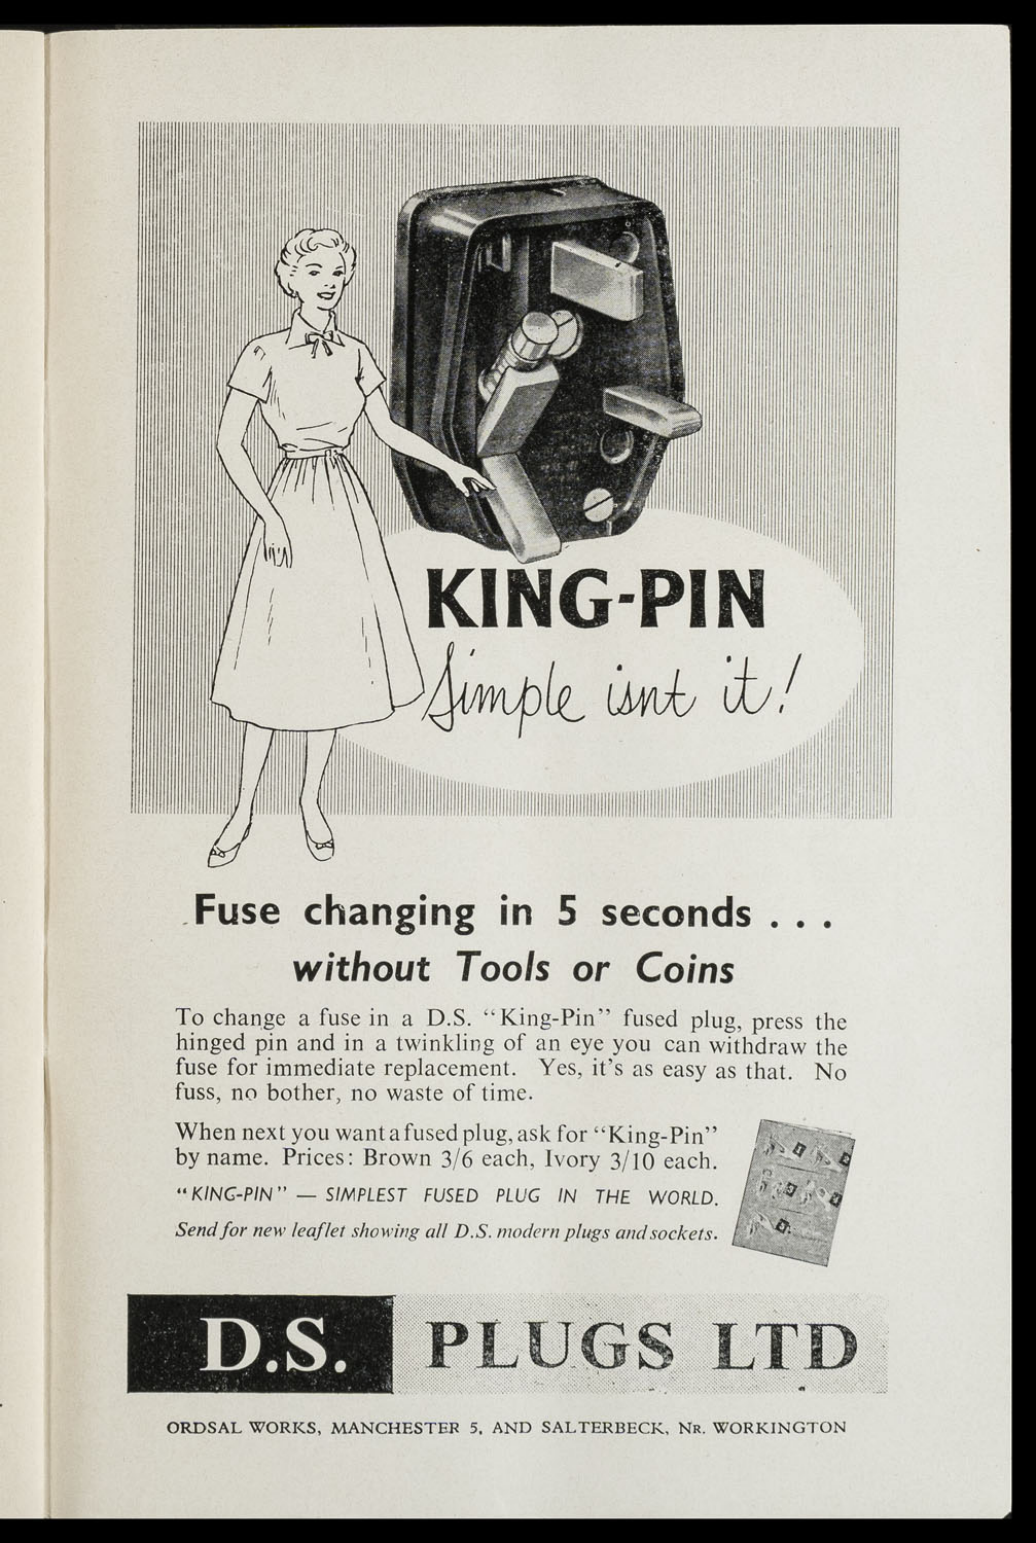 KING-PIN
Simple isnt it!
Fuse changing in 5 seconds . . .
without Tools or Coins
To change a fuse in a D.S. “King-Pin” fused plug, press the
hinged pin and in a twinkling of an eye you can withdraw the
fuse for immediate replacement. Yes, it's as easy as that. No
fuss, no bother, no waste of time.
When next you want a fused plug, ask for “King-Pin”
by name. Prices: Brown 3/6 each, Ivory 3/10 each.
“KING-PIN” — SIMPLEST FUSED PLUG IN THE WORLD.
Send for new leaflet showing all D.S. modern plugs and sockets.
D.S. PLUGS LTD
ORDSAL WORKS, MANCHESTER 5, AND SALTERBECK, NR. WORKINGTON